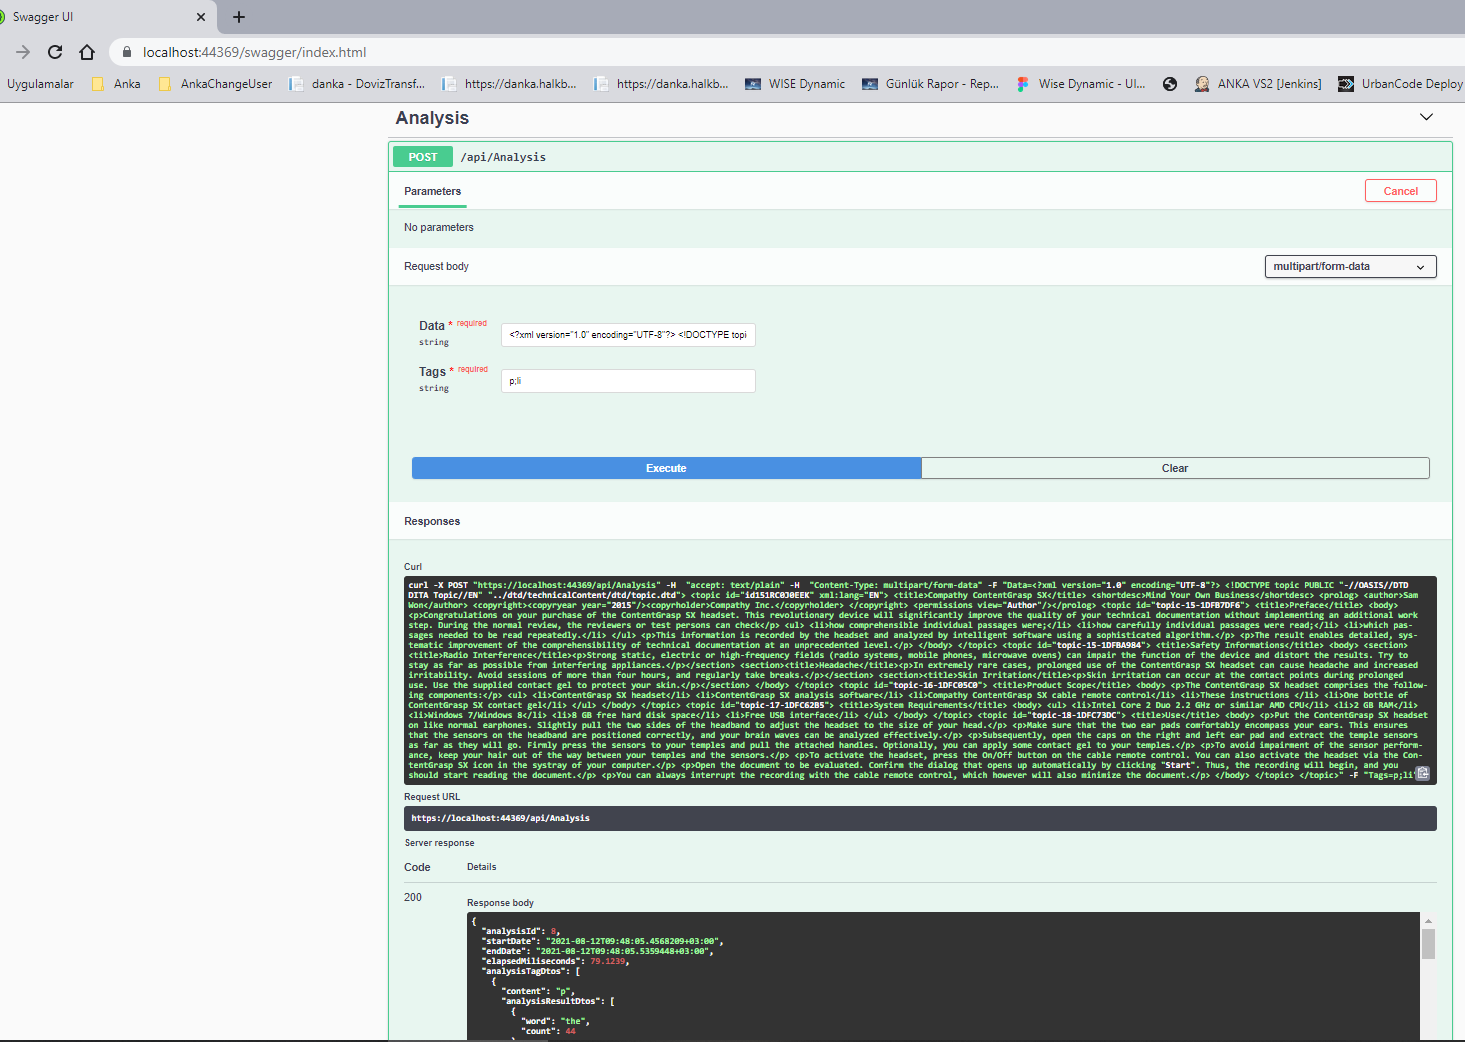 Swagger UI
localhost:44369/swagger/index.html
Uygulamalar Anka AnkaChangeUser danka - DovizTransf... https://danka.halkb... https://danka.halkb... WISE Dynamic Günlük Rapor - Rep... Wise Dynamic - UI... ANKA VS2 [Jenkins] UrbanCode Deploy
Analysis
POST /api/Analysis
Parameters Cancel
No parameters
Request body multipart/form-data
Data * required
string
<?xml version="1.0" encoding="UTF-8"?> <!DOCTYPE topi
Tags * required
string
p;li
Execute Clear
Responses
Curl
curl -X POST "https://localhost:44369/api/Analysis" -H  "accept: text/plain" -H  "Content-Type: multipart/form-data" -F "Data=<?xml version="1.0" encoding="UTF-8"?> <!DOCTYPE topic PUBLIC "-//OASIS//DTD
DITA Topic//EN" "../dtd/technicalContent/dtd/topic.dtd"> <topic id="id151RC0J0EEK" xml:lang="EN"> <title>Compathy ContentGrasp SX</title> <shortdesc>Mind Your Own Business</shortdesc> <prolog> <author>Sam
Won</author> <copyright><copyryear year="2015"/><copyrholder>Compathy Inc.</copyrholder> </copyright> <permissions view="Author"/></prolog> <topic id="topic-15-1DFB7DF6"> <title>Preface</title> <body>
<p>Congratulations on your purchase of the ContentGrasp SX headset. This revolutionary device will significantly improve the quality of your technical documentation without implementing an additional work
step. During the normal review, the reviewers or test persons can check</p> <ul> <li>how comprehensible individual passages were;</li> <li>how carefully individual passages were read;</li> <li>which pas-
sages needed to be read repeatedly.</li> </ul> <p>This information is recorded by the headset and analyzed by intelligent software using a sophisticated algorithm.</p> <p>The result enables detailed, sys-
tematic improvement of the comprehensibility of technical documentation at an unprecedented level.</p> </body> </topic> <topic id="topic-15-1DFBA984"> <title>Safety Informations</title> <body> <section>
<title>Radio Interference</title><p>Strong static, electric or high-frequency fields (radio systems, mobile phones, microwave ovens) can impair the function of the device and distort the results. Try to
stay as far as possible from interfering appliances.</p></section> <section><title>Headache</title><p>In extremely rare cases, prolonged use of the ContentGrasp SX headset can cause headache and increased
irritability. Avoid sessions of more than four hours, and regularly take breaks.</p></section> <section><title>Skin Irritation</title><p>Skin irritation can occur at the contact points during prolonged
use. Use the supplied contact gel to protect your skin.</p></section> </body> </topic> <topic id="topic-16-1DFC05C0"> <title>Product Scope</title> <body> <p>The ContentGrasp SX headset comprises the follow-
ing components:</p> <ul> <li>ContentGrasp SX headset</li> <li>ContentGrasp SX analysis software</li> <li>Compathy ContentGrasp SX cable remote control</li> <li>These instructions </li> <li>One bottle of
ContentGrasp SX contact gel</li> </ul> </body> </topic> <topic id="topic-17-1DFC62B5"> <title>System Requirements</title> <body> <ul> <li>Intel Core 2 Duo 2.2 GHz or similar AMD CPU</li> <li>2 GB RAM</li>
<li>Windows 7/Windows 8</li> <li>8 GB free hard disk space</li> <li>Free USB interface</li> </ul> </body> </topic> <topic id="topic-18-1DFC73DC"> <title>Use</title> <body> <p>Put the ContentGrasp SX headset
on like normal earphones. Slightly pull the two sides of the headband to adjust the headset to the size of your head.</p> <p>Make sure that the two ear pads comfortably encompass your ears. This ensures
that the sensors on the headband are positioned correctly, and your brain waves can be analyzed effectively.</p> <p>Subsequently, open the caps on the right and left ear pad and extract the temple sensors
as far as they will go. Firmly press the sensors to your temples and pull the attached handles. Optionally, you can apply some contact gel to your temples.</p> <p>To avoid impairment of the sensor perform-
ance, keep your hair out of the way between your temples and the sensors.</p> <p>To activate the headset, press the On/Off button on the cable remote control. You can also activate the headset via the Con-
tentGrasp SX icon in the systray of your computer.</p> <p>Open the document to be evaluated. Confirm the dialog that opens up automatically by clicking "Start". Thus, the recording will begin, and you
should start reading the document.</p> <p>You can always interrupt the recording with the cable remote control, which however will also minimize the document.</p> </body> </topic> </topic>" -F "Tags=p;li"
Request URL
https://localhost:44369/api/Analysis
Server response
Code Details
200
Response body
{
"analysisId": 8,
"startDate": "2021-08-12T09:48:05.4568209+03:00",
"endDate": "2021-08-12T09:48:05.5359448+03:00",
"elapsedMiliseconds": 79.1239,
"analysisTagDtos": [
{
"content": "p",
"analysisResultDtos": [
{
"word": "the",
"count": 44